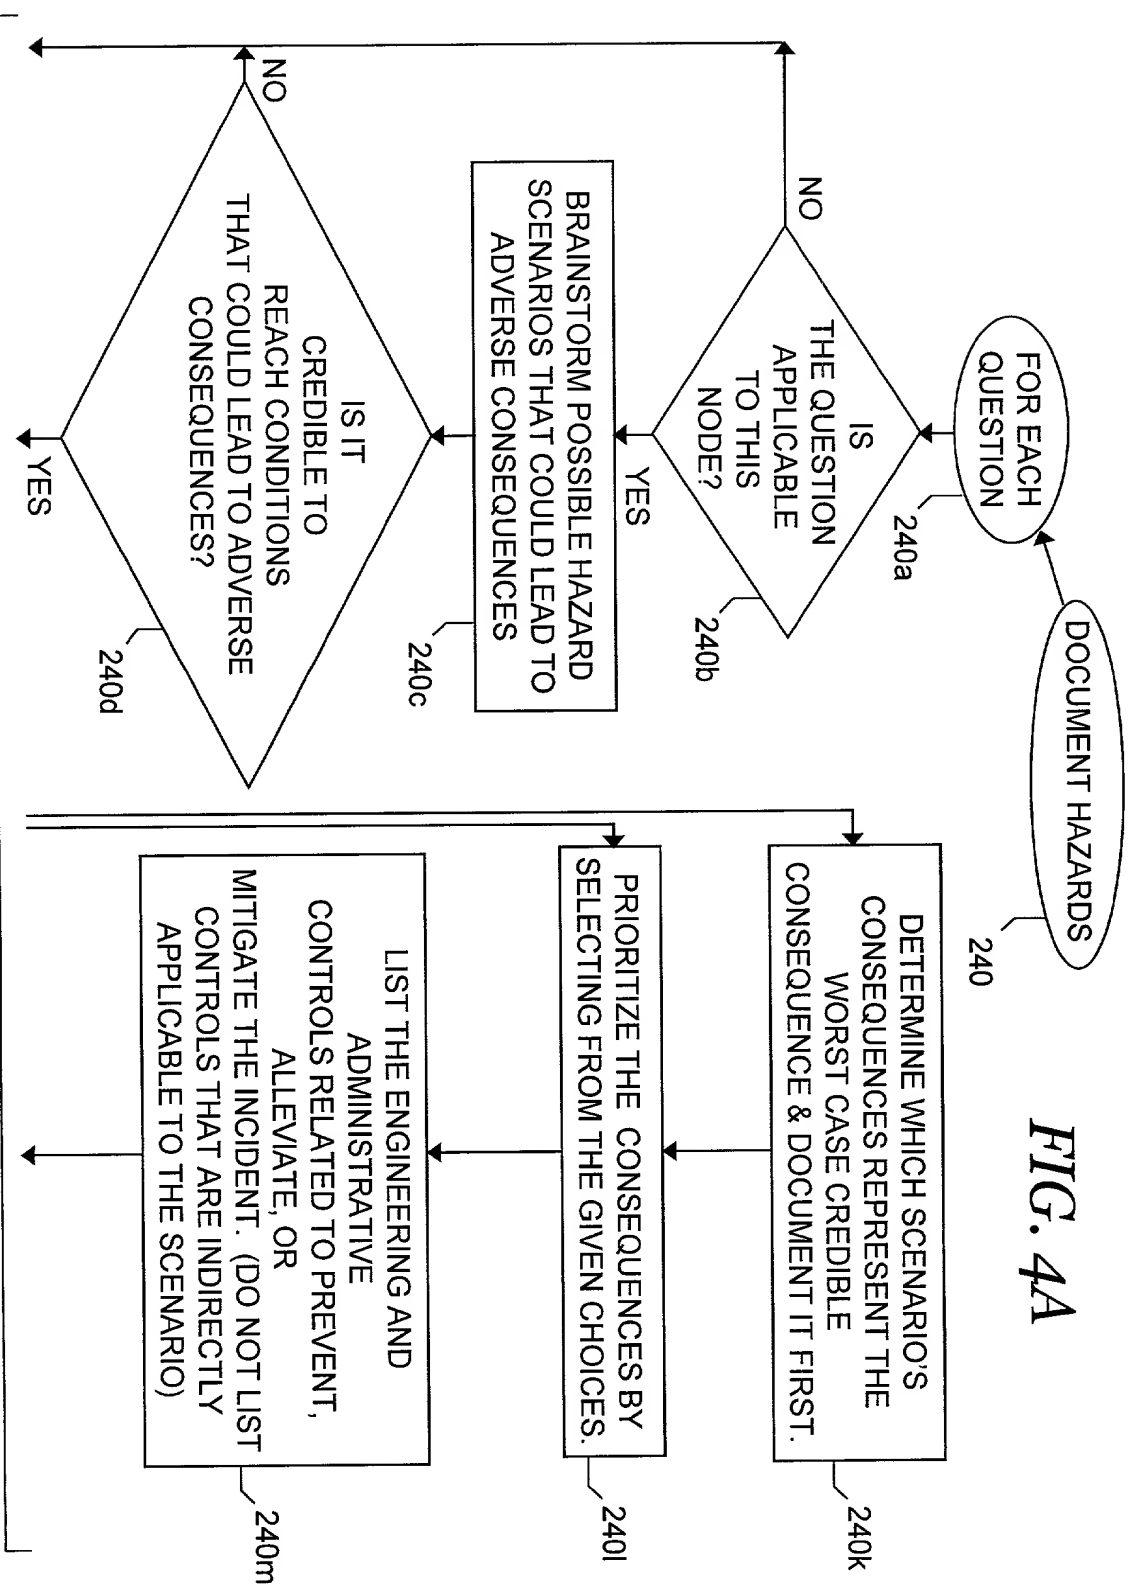 FIG. 4A
DOCUMENT HAZARDS
240
FOR EACH
QUESTION
240a
IS
THE QUESTION
APPLICABLE
TO THIS
NODE?
240b
NO
YES
BRAINSTORM POSSIBLE HAZARD
SCENARIOS THAT COULD LEAD TO
ADVERSE CONSEQUENCES
240c
IS IT
CREDIBLE TO
REACH CONDITIONS
THAT COULD LEAD TO ADVERSE
CONSEQUENCES?
240d
NO
YES
DETERMINE WHICH SCENARIO'S
CONSEQUENCES REPRESENT THE
WORST CASE CREDIBLE
CONSEQUENCE & DOCUMENT IT FIRST.
240k
PRIORITIZE THE CONSEQUENCES BY
SELECTING FROM THE GIVEN CHOICES.
240l
LIST THE ENGINEERING AND
ADMINISTRATIVE
CONTROLS RELATED TO PREVENT,
ALLEVIATE, OR
MITIGATE THE INCIDENT. (DO NOT LIST
CONTROLS THAT ARE INDIRECTLY
APPLICABLE TO THE SCENARIO)
240m